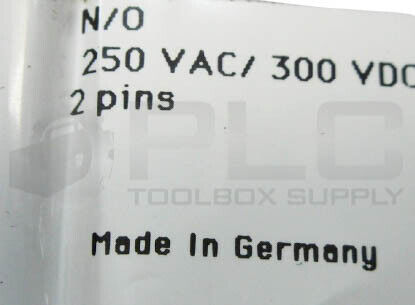 N/O
250 VAC/ 300 VDC
2 pins
PLC
TOOLBOX SUPPLY
Made In Germany